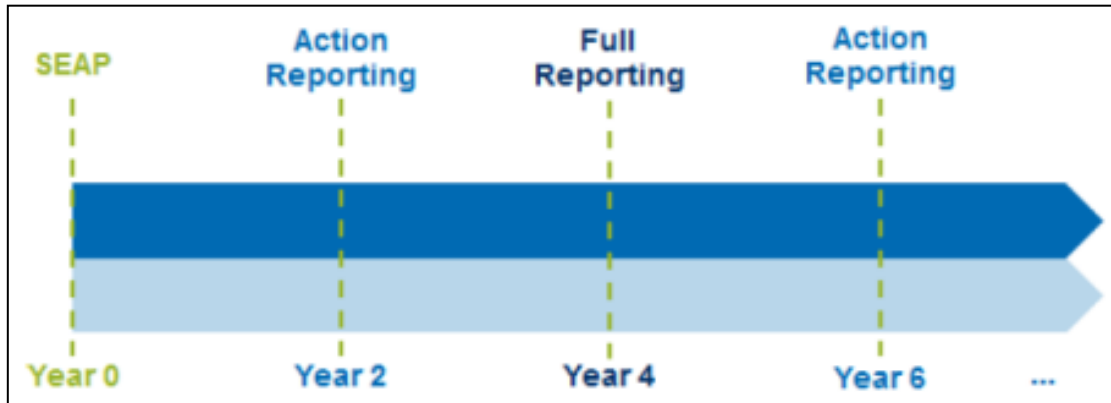 SEAP
Action
Reporting
Full
Reporting
Action
Reporting
Year 0
Year 2
Year 4
Year 6
...